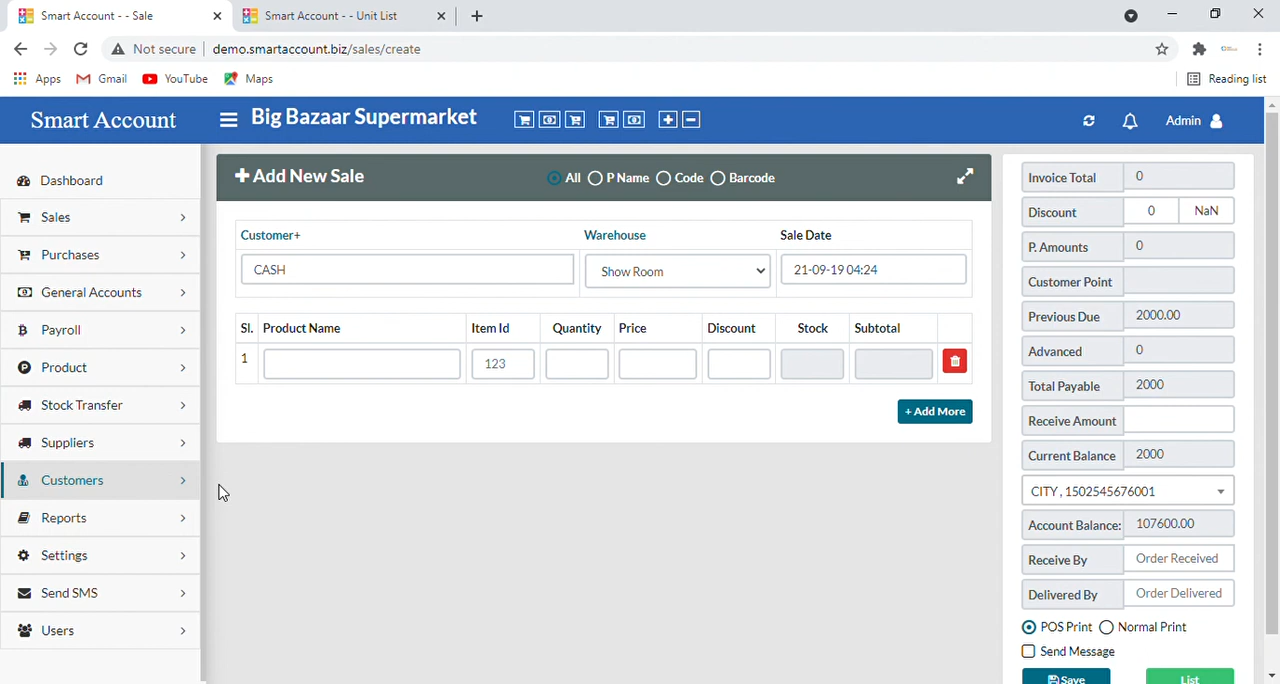 Smart Account - - Sale
Smart Account - - Unit List
Not secure
demo.smartaccount.biz/sales/create
Apps
Gmail
YouTube
Maps
Reading list
Smart Account
Big Bazaar Supermarket
Admin
Dashboard
Sales
Purchases
General Accounts
Payroll
Product
Stock Transfer
Suppliers
Customers
Reports
Settings
Send SMS
Users
Add New Sale
All
P Name
Code
Barcode
Customer+
Warehouse
Sale Date
CASH
Show Room
21-09-19 04:24
Sl.
Product Name
Item Id
Quantity
Price
Discount
Stock
Subtotal
1
123
+ Add More
Invoice Total 0
Discount 0 NaN
P. Amounts 0
Customer Point
Previous Due 2000.00
Advanced 0
Total Payable 2000
Receive Amount
Current Balance 2000
CITY , 1502545676001
Account Balance: 107600.00
Receive By Order Received
Delivered By Order Delivered
POS Print Normal Print
Send Message
Save
List